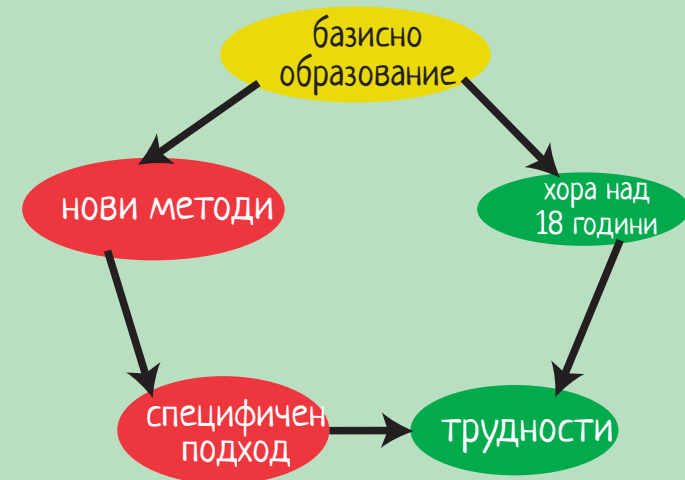 базисно
образование
нови методи
хора над
18 години
специфичен
подход
трудности